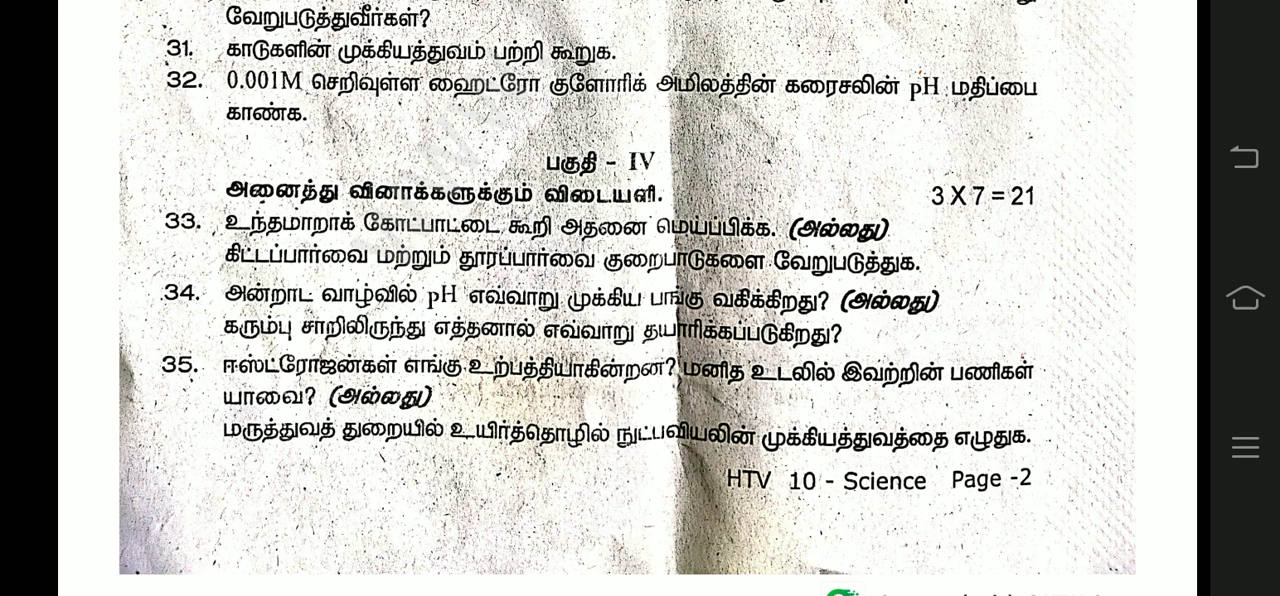 வேறுபடுத்துவீர்கள்?
31. காடுகளின் முக்கியத்துவம் பற்றி கூறுக.
32. 0.001M செறிவுள்ள ஹைட்ரோ குளோரிக் அமிலத்தின் கரைசலின் pH மதிப்பை
காண்க.
பகுதி - IV
அனைத்து வினாக்களுக்கும் விடையளி. 3 X 7 = 21
33. உந்தமாறாக் கோட்பாட்டை கூறி அதனை மெய்ப்பிக்க. (அல்லது)
கிட்டப்பார்வை மற்றும் தூரப்பார்வை குறைபாடுகளை வேறுபடுத்துக.
34. அன்றாட வாழ்வில் pH எவ்வாறு முக்கிய பங்கு வகிக்கிறது? (அல்லது)
கரும்பு சாறிலிருந்து எத்தனால் எவ்வாறு தயாரிக்கப்படுகிறது?
35. ஈஸ்ட்ரோஜன்கள் எங்கு உற்பத்தியாகின்றன? மனித உடலில் இவற்றின் பணிகள்
யாவை? (அல்லது)
மருத்துவத் துறையில் உயிர்த்தொழில் நுட்பவியலின் முக்கியத்துவத்தை எழுதுக.
HTV 10 - Science Page -2